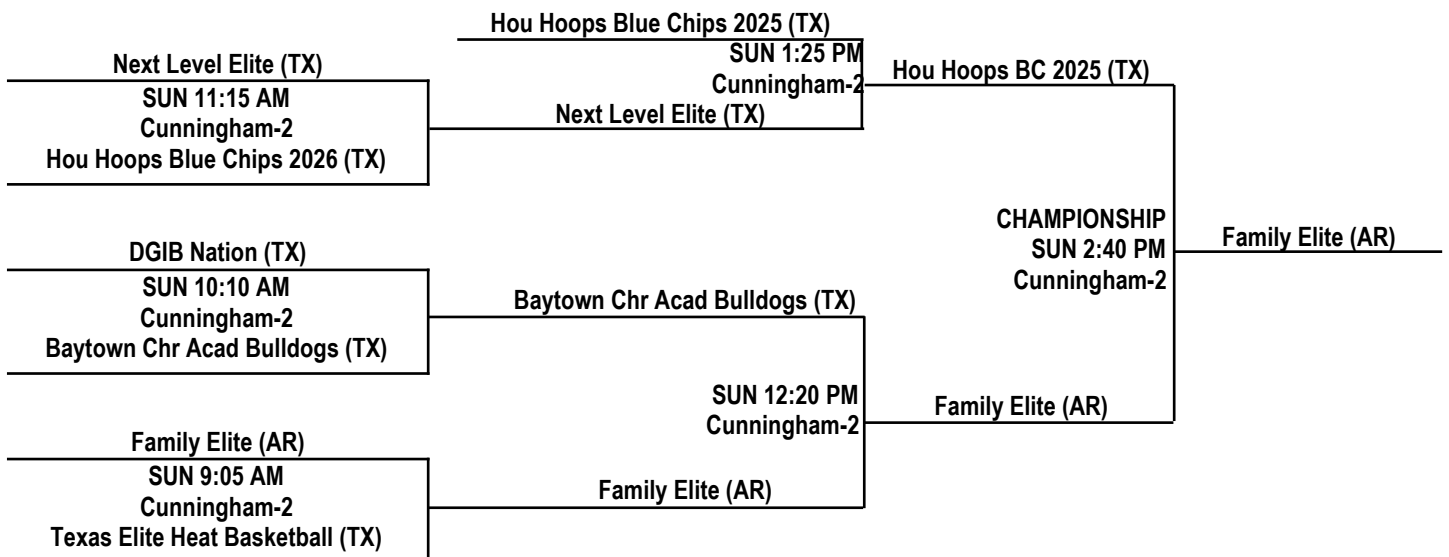 Hou Hoops Blue Chips 2025 (TX)
SUN 1:25 PM
Cunningham-2
Next Level Elite (TX)
Next Level Elite (TX)
SUN 11:15 AM
Cunningham-2
Hou Hoops Blue Chips 2026 (TX)
Hou Hoops BC 2025 (TX)
DGIB Nation (TX)
SUN 10:10 AM
Cunningham-2
Baytown Chr Acad Bulldogs (TX)
Baytown Chr Acad Bulldogs (TX)
SUN 12:20 PM
Cunningham-2
Family Elite (AR)
Family Elite (AR)
SUN 9:05 AM
Cunningham-2
Texas Elite Heat Basketball (TX)
Family Elite (AR)
CHAMPIONSHIP
SUN 2:40 PM
Cunningham-2
Family Elite (AR)